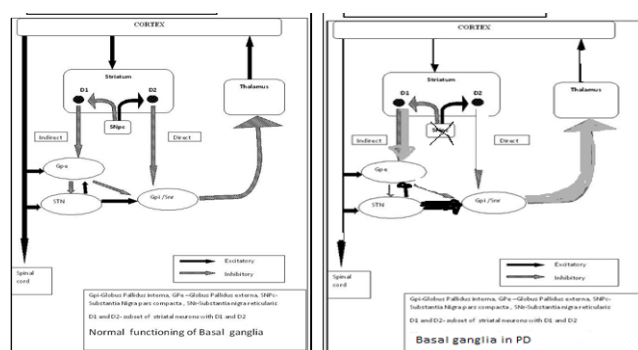 CORTEX
Striatum
D1
D2
SNpc
Thalamus
Indirect
Direct
Gpe
STN
Gpi /Snr
Spinal
cord
Excitatory
Inhibitory
Gpi-Globus Pallidus interna, GPe –Globus Pallidus externa, SNPc-
Substantia Nigra pars compacta , SNr-Substantia nigra reticularis
D1 and D2- subset of striatal neurons with D1 and D2
Normal functioning of Basal ganglia
CORTEX
Striatum
D1
D2
SNpc
Thalamus
Indirect
Direct
Gpe
STN
Gpi /Snr
Spinal
cord
Excitatory
Inhibitory
Gpi-Globus Pallidus interna, GPe –Globus Pallidus externa, SNPc-
Substantia Nigra pars compacta , SNr-Substantia nigra reticularis
D1 and D2- subset of striatal neurons with D1 and D2
Basal ganglia in PD